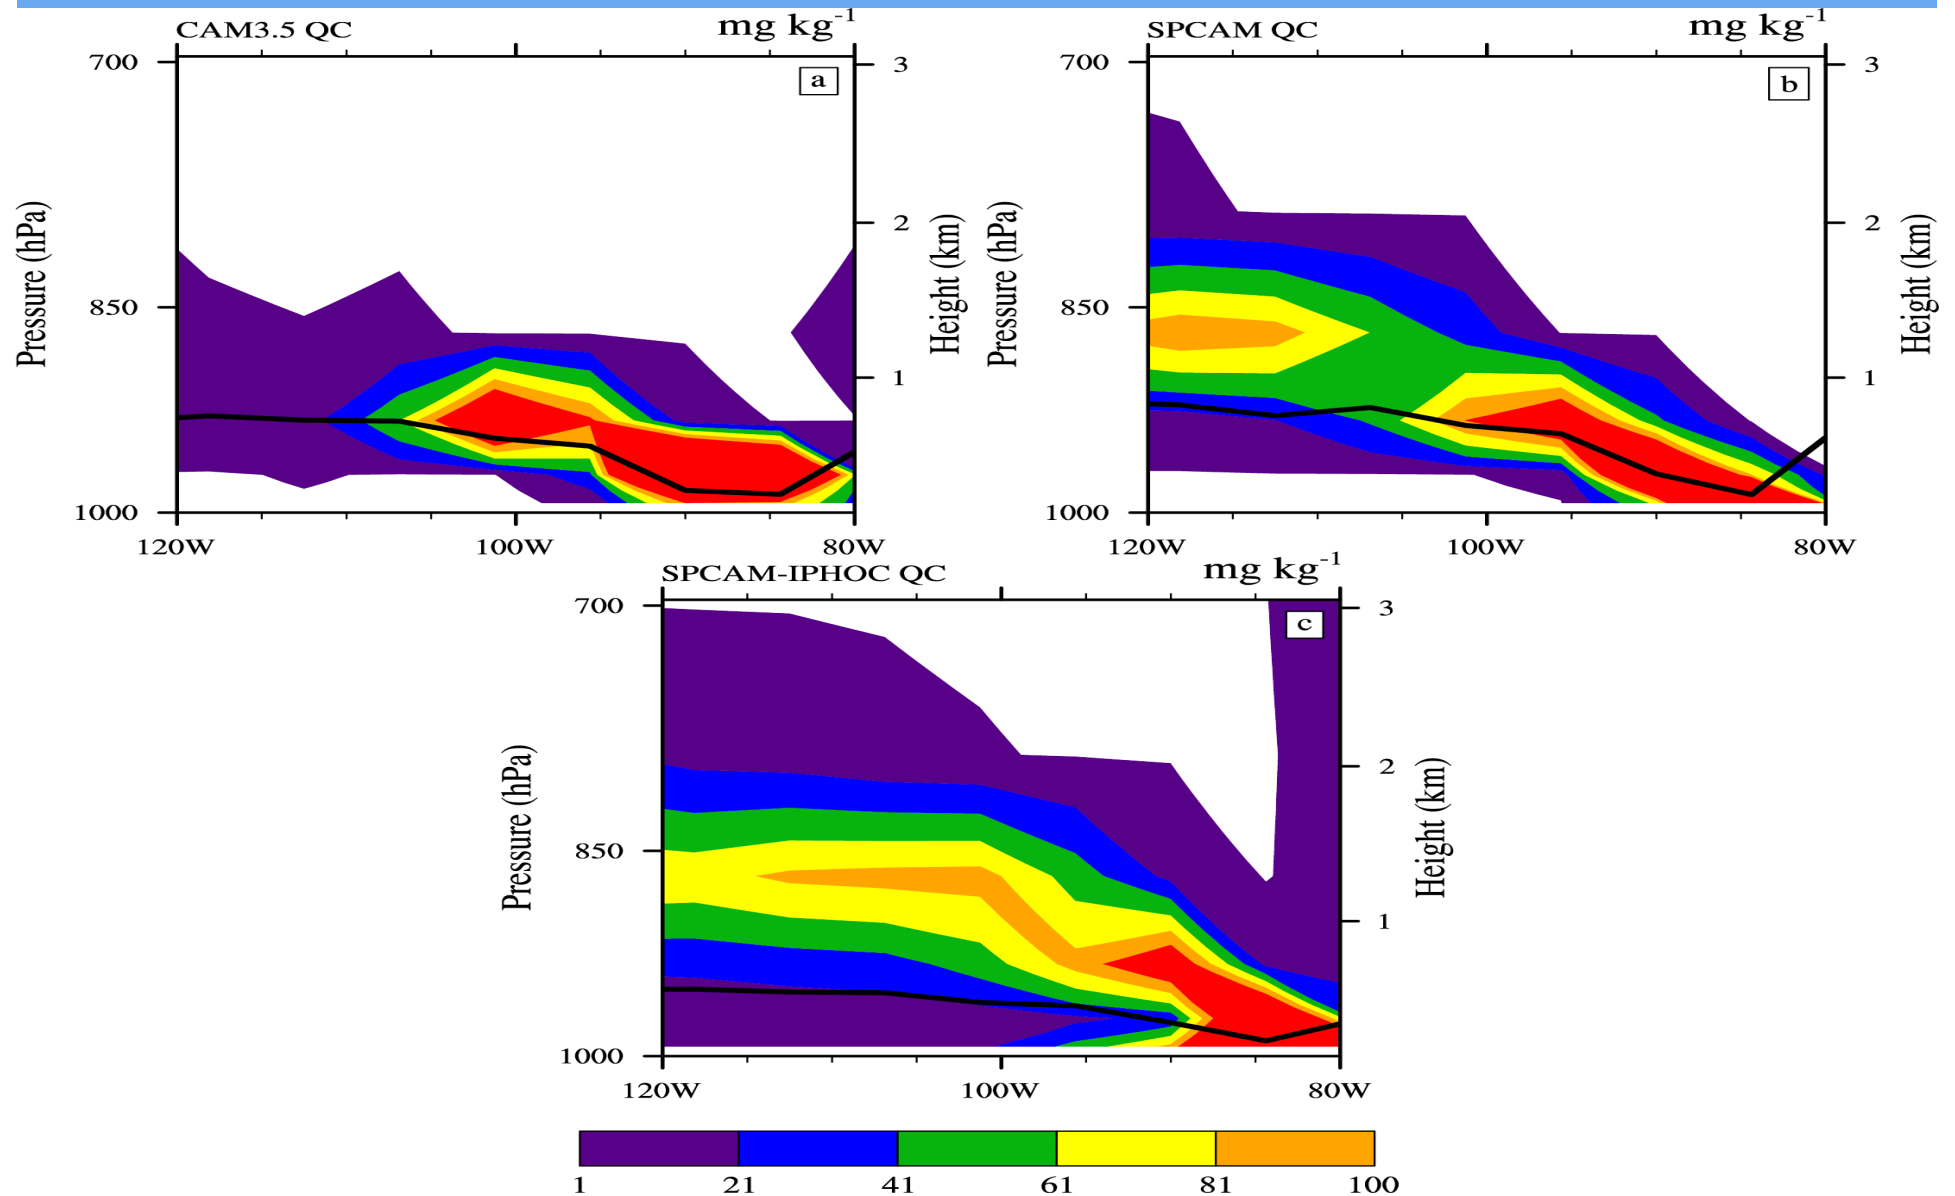 CAM3.5 QC
mg kg-1
a
700
850
1000
Pressure (hPa)
3
2
1
Height (km)
120W 100W 80W
SPCAM QC
mg kg-1
b
700
850
1000
Pressure (hPa)
3
2
1
Height (km)
120W 100W 80W
SPCAM-IPHOC QC
mg kg-1
c
700
850
1000
Pressure (hPa)
3
2
1
Height (km)
120W 100W 80W
1 21 41 61 81 100